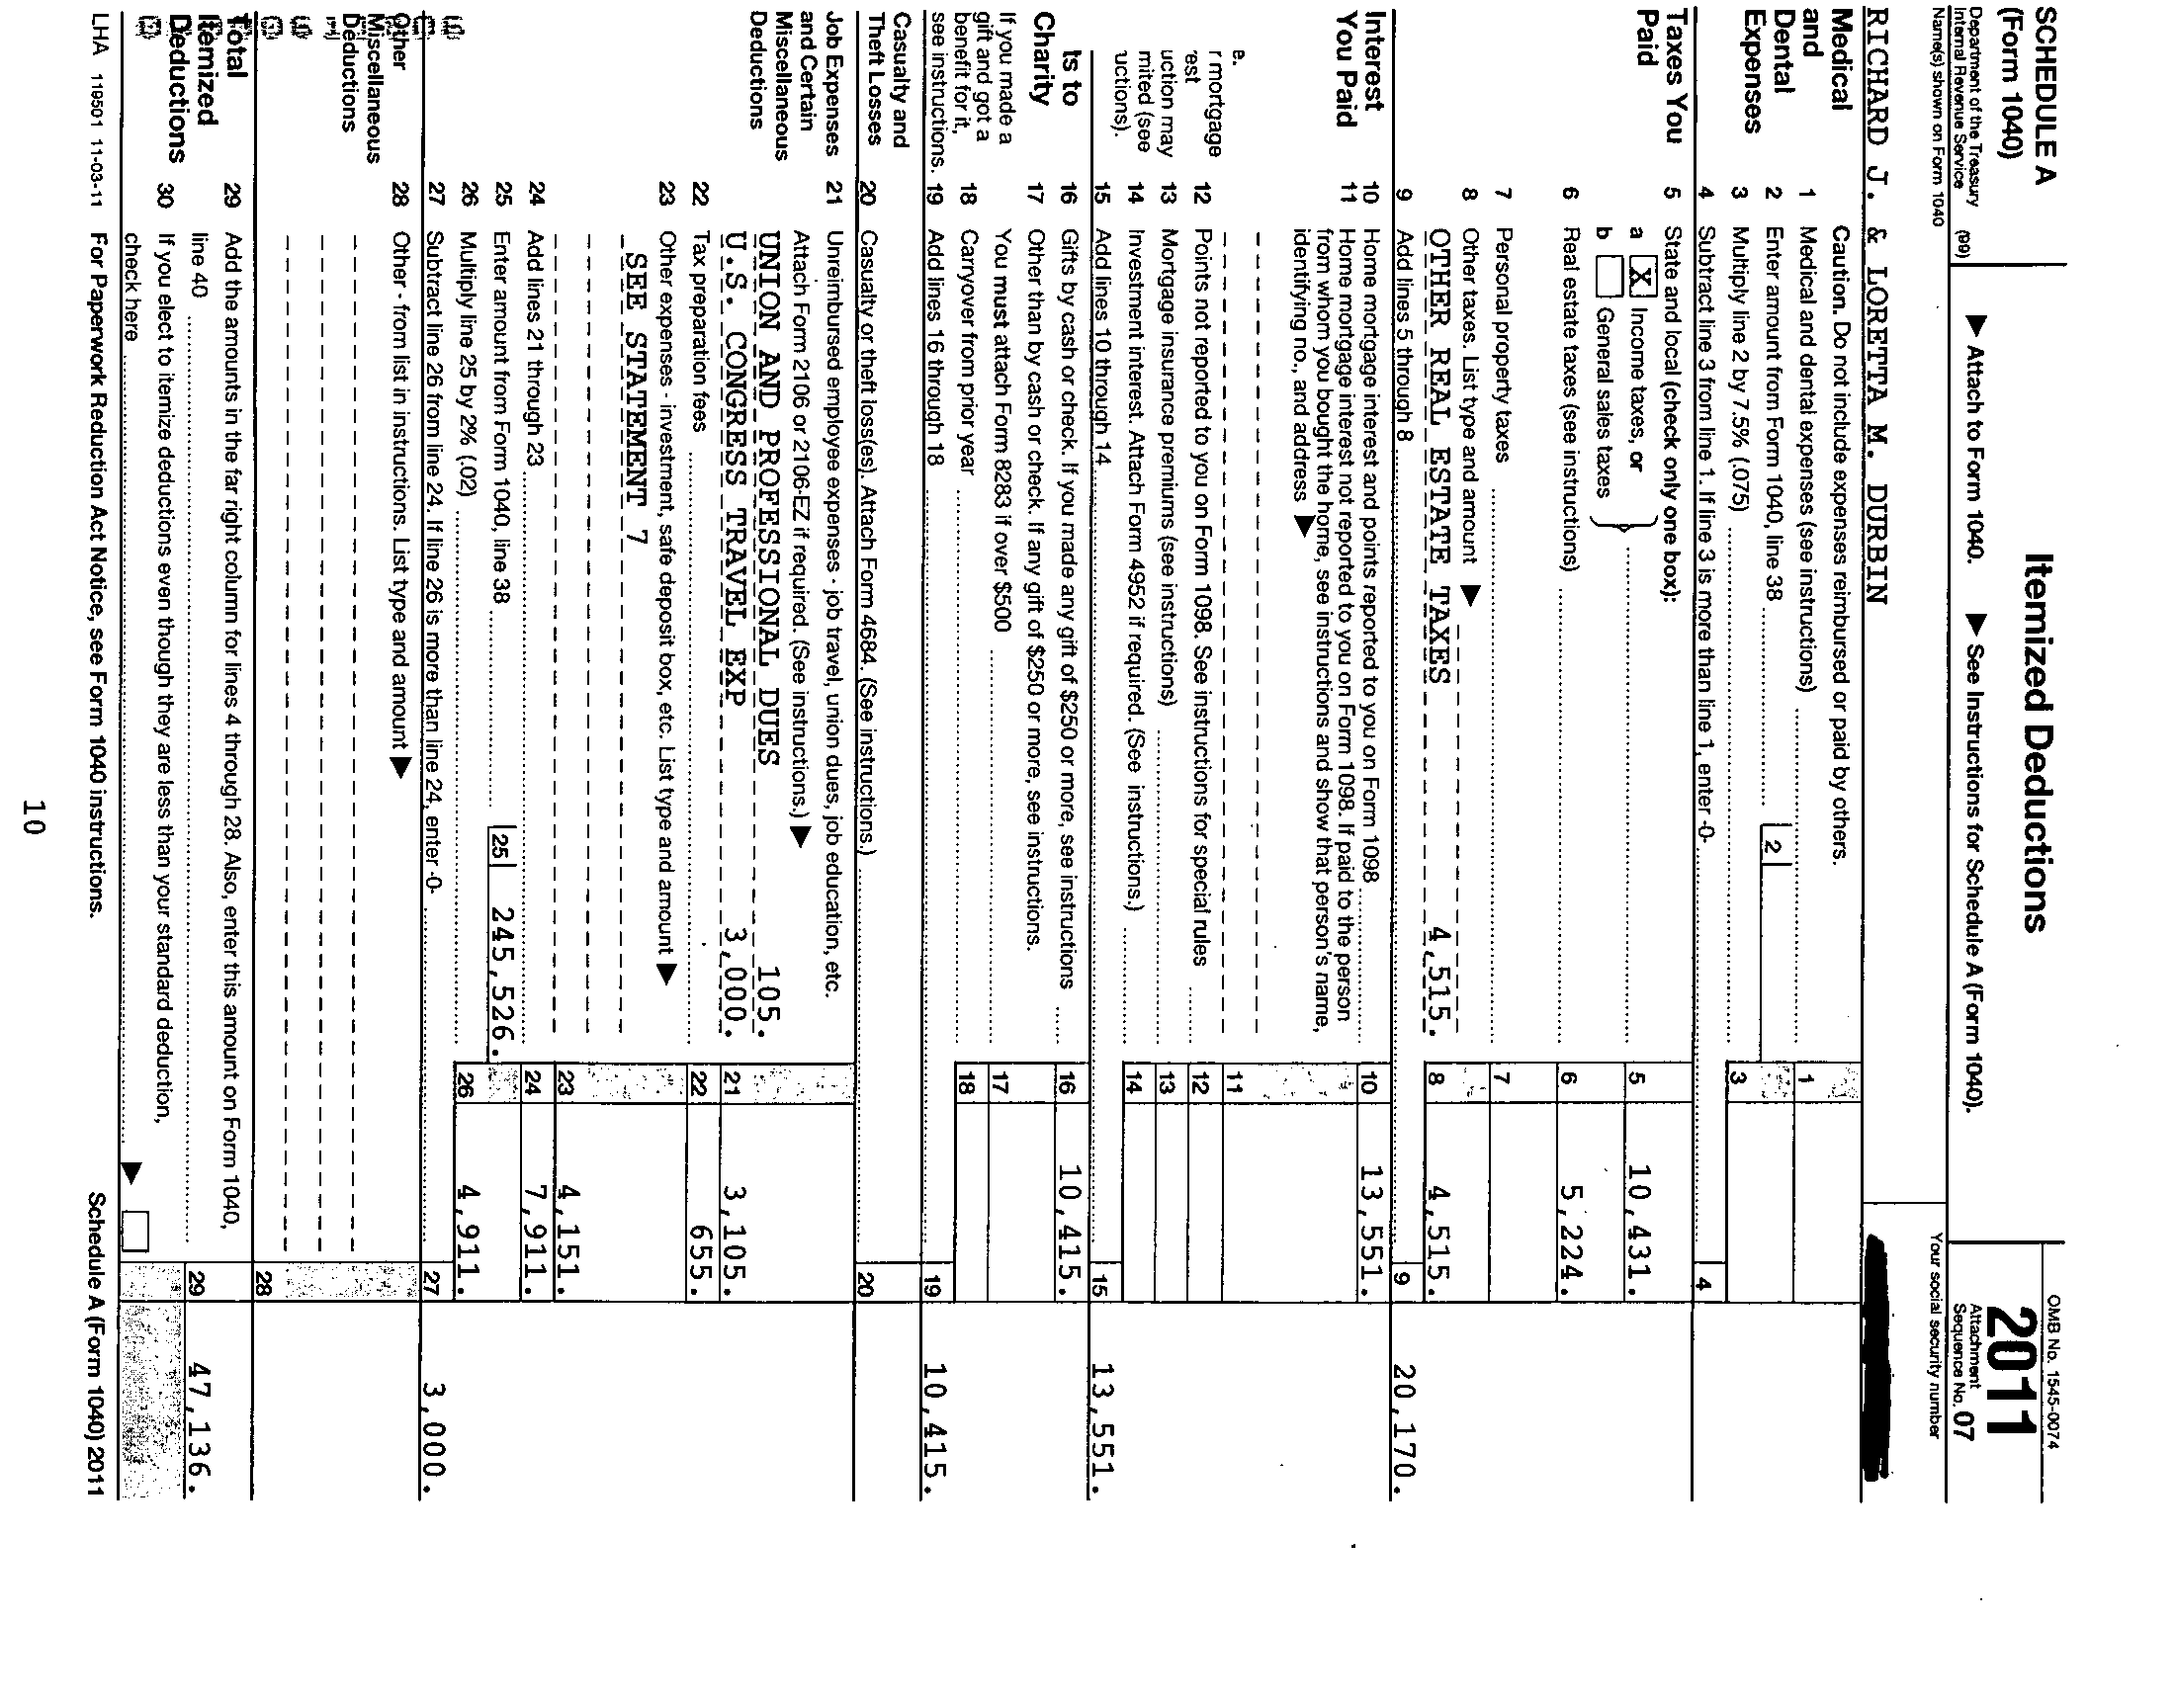 SCHEDULE A
(Form 1040)
Department of the Treasury
Internal Revenue Service (99)
Itemized Deductions
▶ Attach to Form 1040. ▶ See Instructions for Schedule A (Form 1040).
OMB No. 1545-0074
2011
Attachment
Sequence No. 07
Name(s) shown on Form 1040
Your social security number
RICHARD J. & LORETTA M. DURBIN
Medical and Dental Expenses
Caution. Do not include expenses reimbursed or paid by others.
1 Medical and dental expenses (see instructions) 1
2 Enter amount from Form 1040, line 38 2
3 Multiply line 2 by 7.5% (.075) 3
4 Subtract line 3 from line 1. If line 3 is more than line 1, enter -0- 4
Taxes You Paid
5 State and local (check only one box):
a X Income taxes, or
b General sales taxes 5 10,431.
6 Real estate taxes (see instructions) 6 5,224.
7 Personal property taxes 7
8 Other taxes. List type and amount ▶
OTHER REAL ESTATE TAXES 4,515. 8 4,515.
9 Add lines 5 through 8 9 20,170.
Interest You Paid
10 Home mortgage interest and points reported to you on Form 1098 10 13,551.
11 Home mortgage interest not reported to you on Form 1098. If paid to the person
from whom you bought the home, see instructions and show that person's name,
identifying no., and address ▶
11
e.
r mortgage
rest
uction may
mited (see
uctions).
12 Points not reported to you on Form 1098. See instructions for special rules 12
13 Mortgage insurance premiums (see instructions) 13
14 Investment interest. Attach Form 4952 if required. (See instructions.) 14
15 Add lines 10 through 14 15 13,551.
ts to
Charity
If you made a
gift and got a
benefit for it,
see instructions.
16 Gifts by cash or check. If you made any gift of $250 or more, see instructions 16 10,415.
17 Other than by cash or check. If any gift of $250 or more, see instructions.
You must attach Form 8283 if over $500 17
18 Carryover from prior year 18
19 Add lines 16 through 18 19 10,415.
Casualty and
Theft Losses
20 Casualty or theft loss(es). Attach Form 4684. (See instructions.) 20
Job Expenses
and Certain
Miscellaneous
Deductions
21 Unreimbursed employee expenses - job travel, union dues, job education, etc.
Attach Form 2106 or 2106-EZ if required. (See instructions.) ▶
UNION AND PROFESSIONAL DUES 105.
U.S. CONGRESS TRAVEL EXP 3,000. 21 3,105.
22 Tax preparation fees 22 655.
23 Other expenses - investment, safe deposit box, etc. List type and amount ▶
SEE STATEMENT 7
23 4,151.
24 Add lines 21 through 23 24 7,911.
25 Enter amount from Form 1040, line 38 25 245,526.
26 Multiply line 25 by 2% (.02) 26 4,911.
27 Subtract line 26 from line 24. If line 26 is more than line 24, enter -0- 27 3,000.
Other
Miscellaneous
Deductions
28 Other - from list in instructions. List type and amount ▶
28
Total
Itemized
Deductions
29 Add the amounts in the far right column for lines 4 through 28. Also, enter this amount on Form 1040,
line 40 29 47,136.
30 If you elect to itemize deductions even though they are less than your standard deduction,
check here ▶
LHA 119501 11-03-11 For Paperwork Reduction Act Notice, see Form 1040 instructions. Schedule A (Form 1040) 2011
10